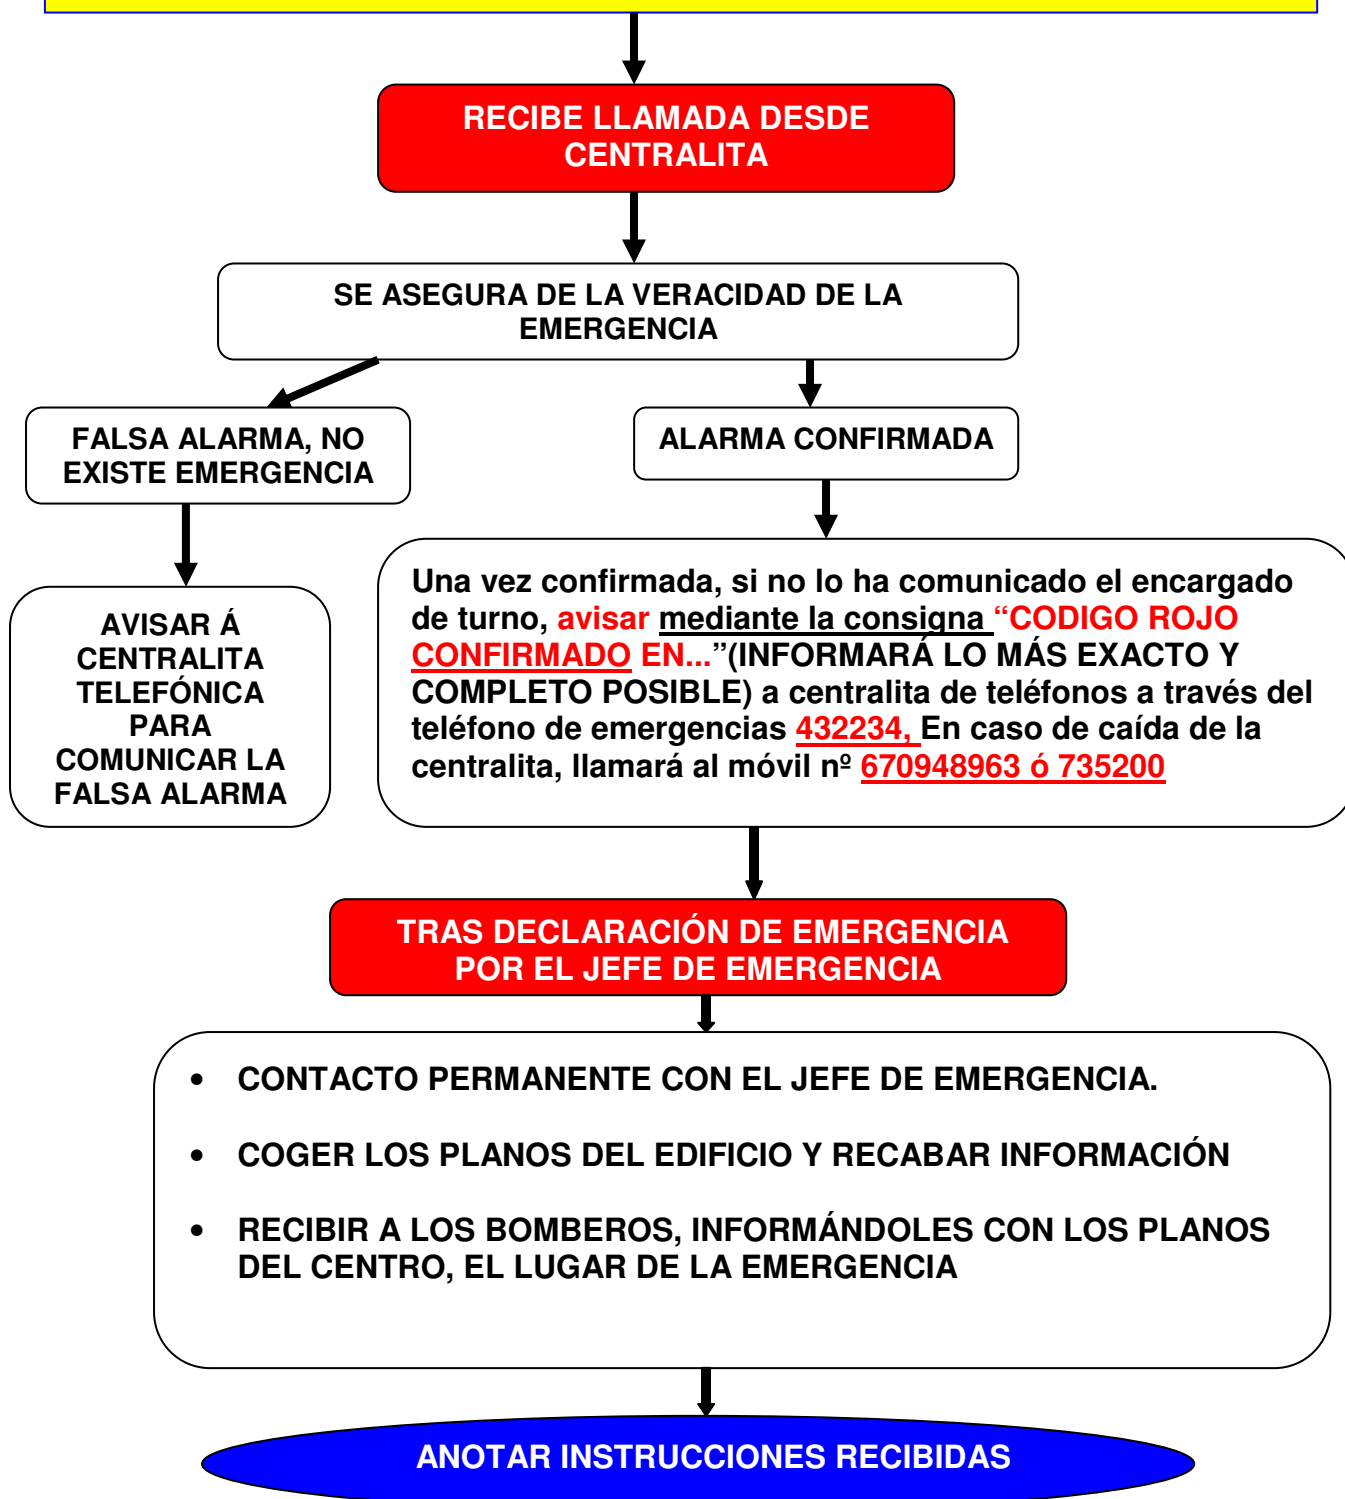 RECIBE LLAMADA DESDE
CENTRALITA
SE ASEGURA DE LA VERACIDAD DE LA
EMERGENCIA
FALSA ALARMA, NO
EXISTE EMERGENCIA
ALARMA CONFIRMADA
AVISAR Á
CENTRALITA
TELEFÓNICA
PARA
COMUNICAR LA
FALSA ALARMA
Una vez confirmada, si no lo ha comunicado el encargado
de turno, avisar mediante la consigna “CODIGO ROJO
CONFIRMADO EN...”(INFORMARÁ LO MÁS EXACTO Y
COMPLETO POSIBLE) a centralita de teléfonos a través del
teléfono de emergencias 432234, En caso de caída de la
centralita, llamará al móvil nº 670948963 ó 735200
TRAS DECLARACIÓN DE EMERGENCIA
POR EL JEFE DE EMERGENCIA
• CONTACTO PERMANENTE CON EL JEFE DE EMERGENCIA.
• COGER LOS PLANOS DEL EDIFICIO Y RECABAR INFORMACIÓN
• RECIBIR A LOS BOMBEROS, INFORMÁNDOLES CON LOS PLANOS
DEL CENTRO, EL LUGAR DE LA EMERGENCIA
ANOTAR INSTRUCCIONES RECIBIDAS